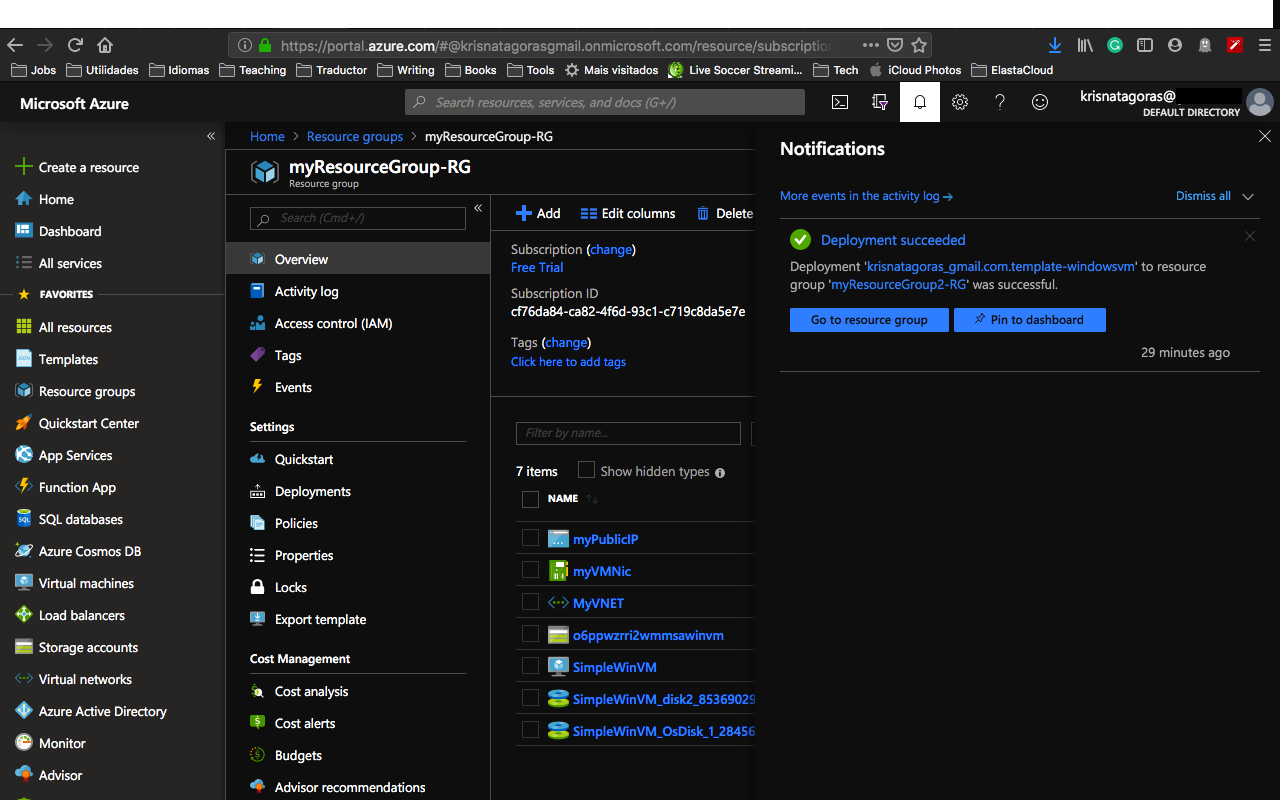 https://portal.azure.com/#@krisnatagorasgmail.onmicrosoft.com/resource/subscription
Jobs Utilidades Idiomas Teaching Traductor Writing Books Tools Mais visitados Live Soccer Streami... Tech iCloud Photos ElastaCloud
Microsoft Azure
Search resources, services, and docs (G+/)
krisnatagoras@
DEFAULT DIRECTORY
Create a resource
Home
Dashboard
All services
FAVORITES
All resources
Templates
Resource groups
Quickstart Center
App Services
Function App
SQL databases
Azure Cosmos DB
Virtual machines
Load balancers
Storage accounts
Virtual networks
Azure Active Directory
Monitor
Advisor
Home > Resource groups > myResourceGroup-RG
myResourceGroup-RG
Resource group
Search (Cmd+/)
Overview
Activity log
Access control (IAM)
Tags
Events
Settings
Quickstart
Deployments
Policies
Properties
Locks
Export template
Cost Management
Cost analysis
Cost alerts
Budgets
Advisor recommendations
Add Edit columns Delete
Subscription (change)
Free Trial
Subscription ID
cf76da84-ca82-4f6d-93c1-c719c8da5e7e
Tags (change)
Click here to add tags
Filter by name...
7 items Show hidden types
NAME
myPublicIP
myVMNic
MyVNET
o6ppwzrri2wmmsawinvm
SimpleWinVM
SimpleWinVM_disk2_85369029
SimpleWinVM_OsDisk_1_28456
Notifications
More events in the activity log → Dismiss all
Deployment succeeded
Deployment 'krisnatagoras_gmail.com.template-windowsvm' to resource
group 'myResourceGroup2-RG' was successful.
Go to resource group Pin to dashboard
29 minutes ago